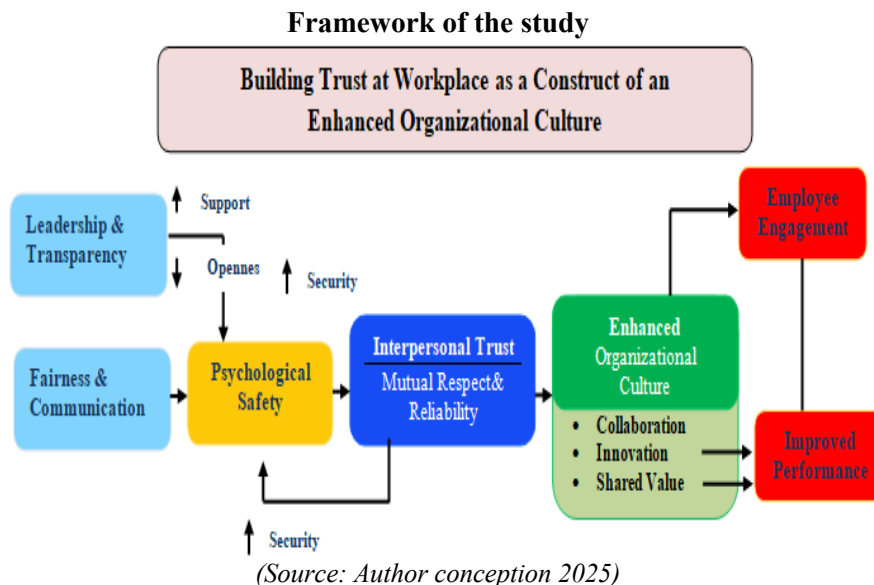 Framework of the study
Building Trust at Workplace as a Construct of an
Enhanced Organizational Culture
Leadership &
Transparency
Support
Opennes
Security
Fairness &
Communication
Psychological
Safety
Interpersonal Trust
Mutual Respect&
Reliability
Enhanced
Organizational
Culture
• Collaboration
• Innovation
• Shared Value
Employee
Engagement
Improved
Performance
Security
(Source: Author conception 2025)